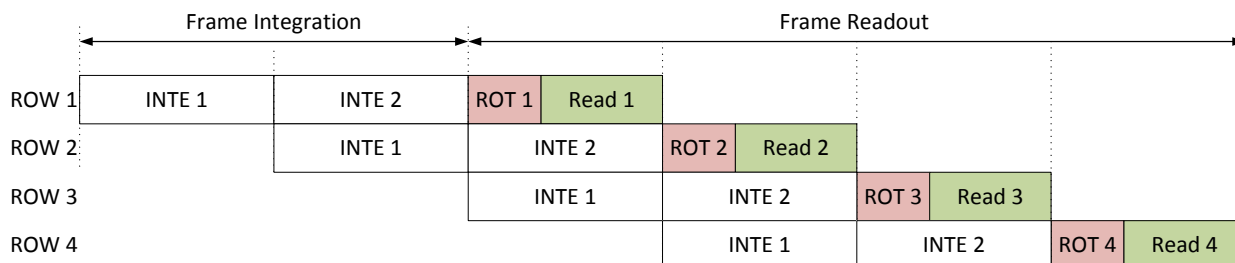 Frame Integration Frame Readout
ROW 1 INTE 1 INTE 2 ROT 1 Read 1
ROW 2 INTE 1 INTE 2 ROT 2 Read 2
ROW 3 INTE 1 INTE 2 ROT 3 Read 3
ROW 4 INTE 1 INTE 2 ROT 4 Read 4